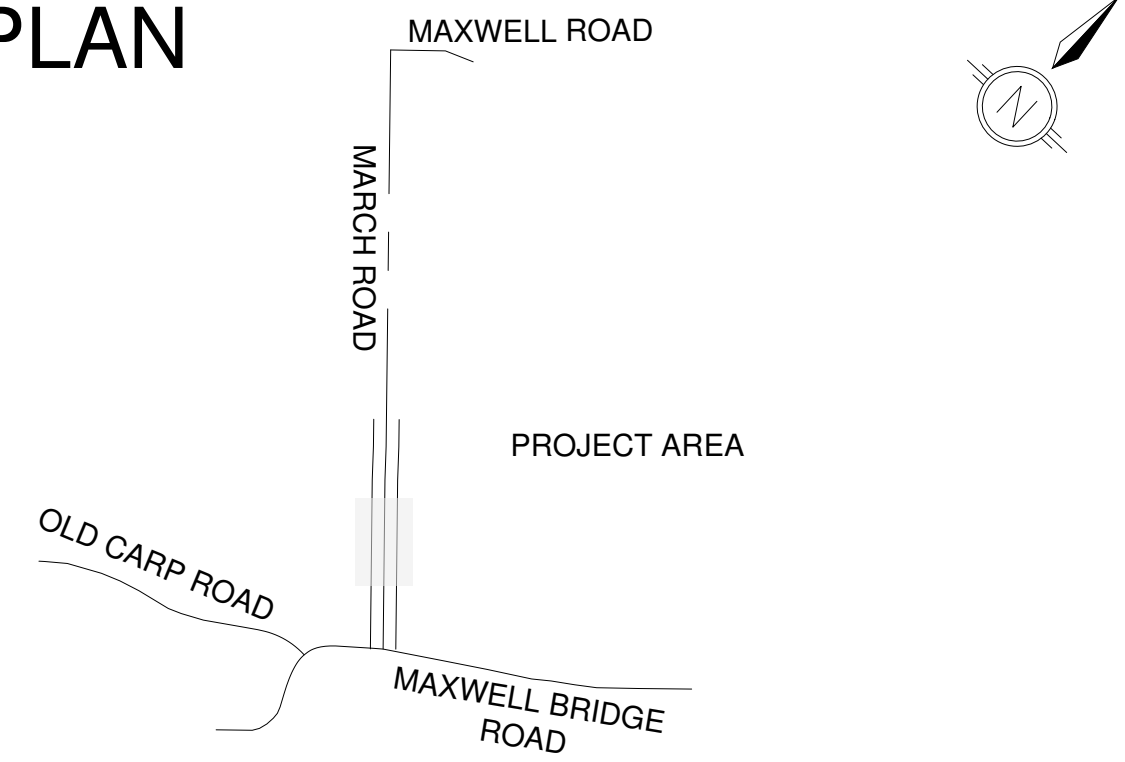 PLAN
MAXWELL ROAD
N
MARCH ROAD
PROJECT AREA
OLD CARP ROAD
MAXWELL BRIDGE
ROAD